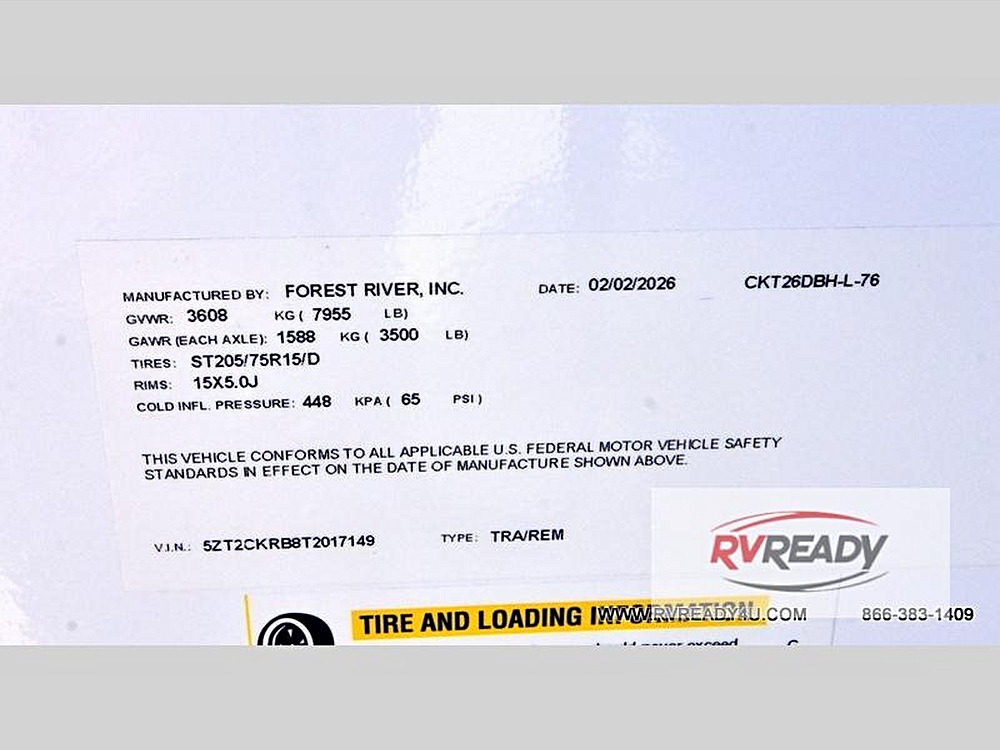 MANUFACTURED BY: FOREST RIVER, INC. DATE: 02/02/2026 CKT26DBH-L-76
GVWR: 3608 KG ( 7955 LB)
GAWR (EACH AXLE): 1588 KG ( 3500 LB)
TIRES: ST205/75R15/D
RIMS: 15X5.0J
COLD INFL. PRESSURE: 448 KPA ( 65 PSI )
THIS VEHICLE CONFORMS TO ALL APPLICABLE U.S. FEDERAL MOTOR VEHICLE SAFETY
STANDARDS IN EFFECT ON THE DATE OF MANUFACTURE SHOWN ABOVE.
V.I.N.: 5ZT2CKRB8T2017149 TYPE: TRA/REM
RVREADY
TIRE AND LOADING INFORMATION
WWW.RVREADY4U.COM 866-383-1409
never exceed